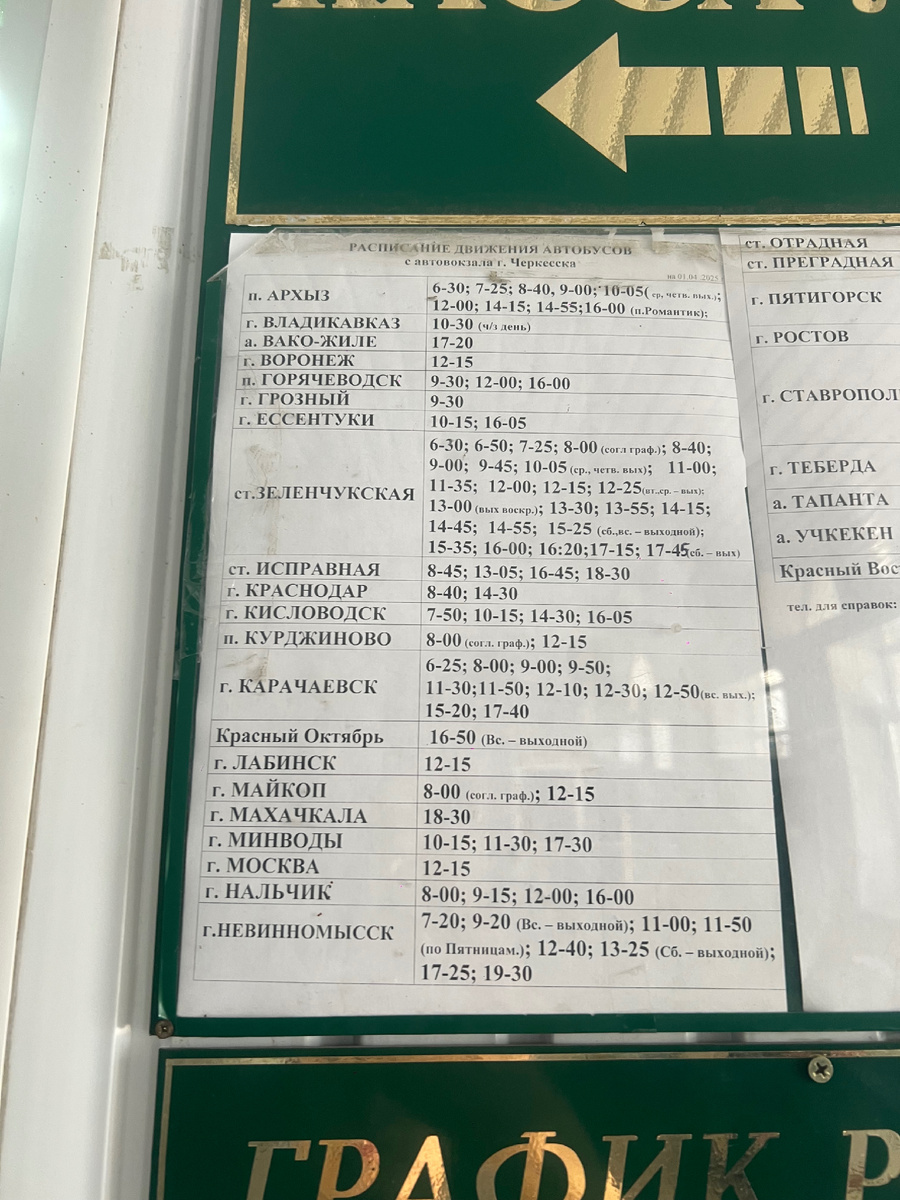 РАСПИСАНИЕ ДВИЖЕНИЯ АВТОБУСОВ
с автовокзала г. Черкесска
на 01.04.2025
п. АРХЫЗ
6-30; 7-25; 8-40, 9-00; 10-05( ср, четв. вых.);
12-00; 14-15; 14-55;16-00 (п.Романтик);
г. ВЛАДИКАВКАЗ 10-30 (ч/з день)
а. ВАКО-ЖИЛЕ 17-20
г. ВОРОНЕЖ 12-15
п. ГОРЯЧЕВОДСК 9-30; 12-00; 16-00
г. ГРОЗНЫЙ 9-30
г. ЕССЕНТУКИ 10-15; 16-05
ст.ЗЕЛЕНЧУКСКАЯ
6-30; 6-50; 7-25; 8-00 (согл граф.); 8-40;
9-00; 9-45; 10-05 (ср., четв. вых); 11-00;
11-35; 12-00; 12-15; 12-25(вт.,ср. – вых);
13-00 (вых воскр.); 13-30; 13-55; 14-15;
14-45; 14-55; 15-25 (сб.,вс. – выходной);
15-35; 16-00; 16:20;17-15; 17-45(сб. – вых)
ст. ИСПРАВНАЯ 8-45; 13-05; 16-45; 18-30
г. КРАСНОДАР 8-40; 14-30
г. КИСЛОВОДСК 7-50; 10-15; 14-30; 16-05
п. КУРДЖИНОВО 8-00 (согл. граф.); 12-15
г. КАРАЧАЕВСК
6-25; 8-00; 9-00; 9-50;
11-30;11-50; 12-10; 12-30; 12-50(вс. вых.);
15-20; 17-40
Красный Октябрь 16-50 (Вс. – выходной)
г. ЛАБИНСК 12-15
г. МАЙКОП 8-00 (согл. граф.); 12-15
г. МАХАЧКАЛА 18-30
г. МИНВОДЫ 10-15; 11-30; 17-30
г. МОСКВА 12-15
г. НАЛЬЧИК 8-00; 9-15; 12-00; 16-00
г.НЕВИННОМЫССК
7-20; 9-20 (Вс. – выходной); 11-00; 11-50
(по Пятницам.); 12-40; 13-25 (Сб. – выходной);
17-25; 19-30
ст. ОТРАДНАЯ
ст. ПРЕГРАДНАЯ
г. ПЯТИГОРСК
г. РОСТОВ
г. СТАВРОПОЛ
г. ТЕБЕРДА
а. ТАПАНТА
а. УЧКЕКЕН
Красный Вос
тел. для справок:
ГРАФИК Р